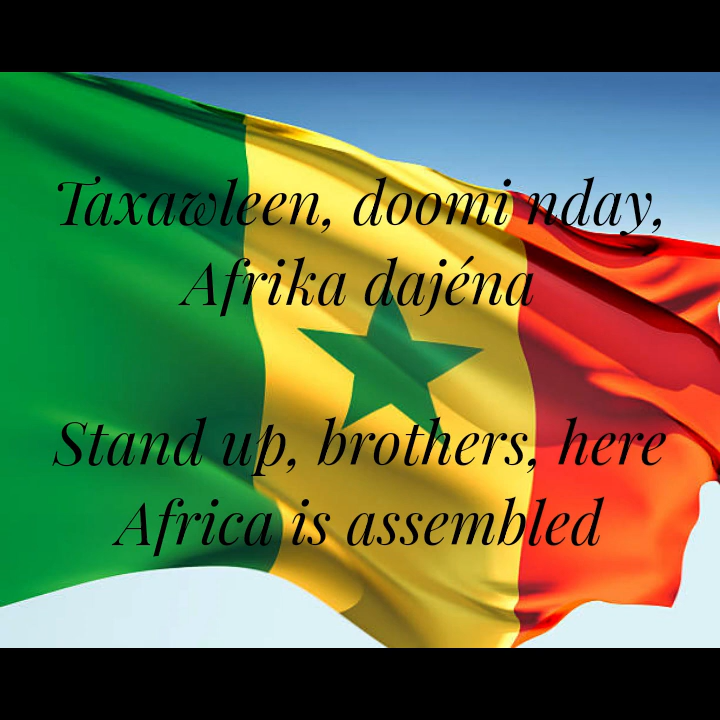 Taxawleen, doomi nday,
Afrika dajéna
Stand up, brothers, here
Africa is assembled